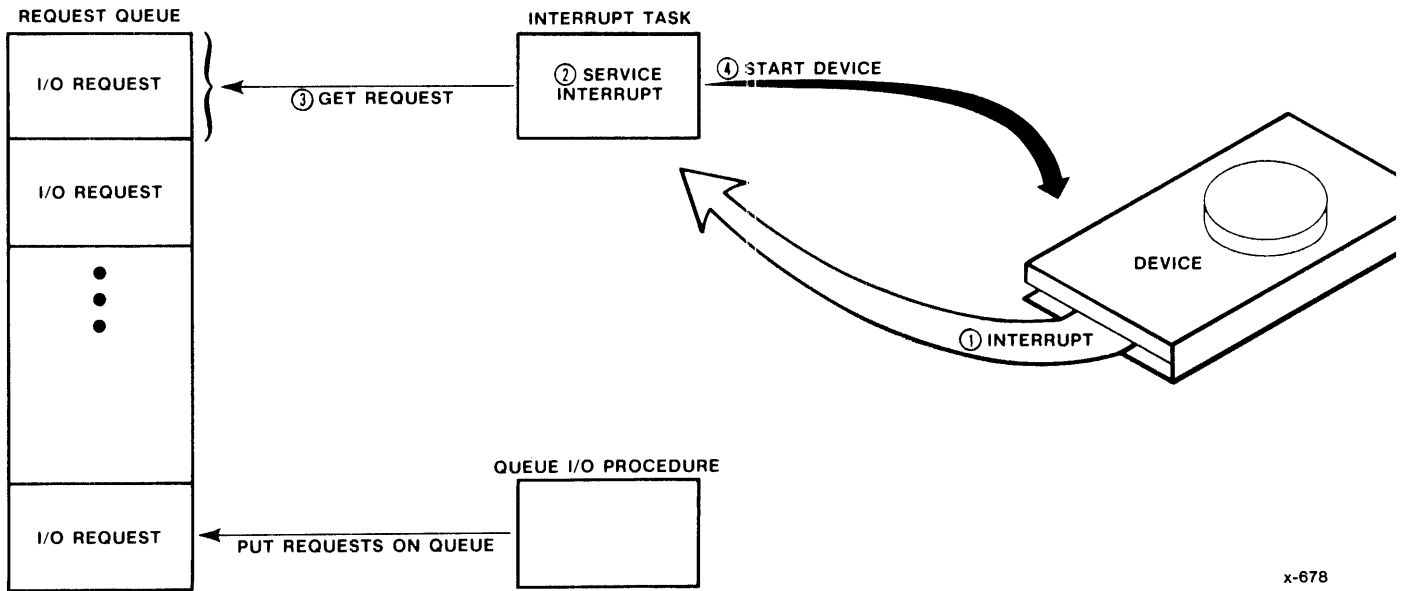 REQUEST QUEUE
INTERRUPT TASK
I/O REQUEST
② SERVICE
INTERRUPT
③ GET REQUEST
④ START DEVICE
I/O REQUEST
DEVICE
① INTERRUPT
QUEUE I/O PROCEDURE
I/O REQUEST
PUT REQUESTS ON QUEUE
x-678